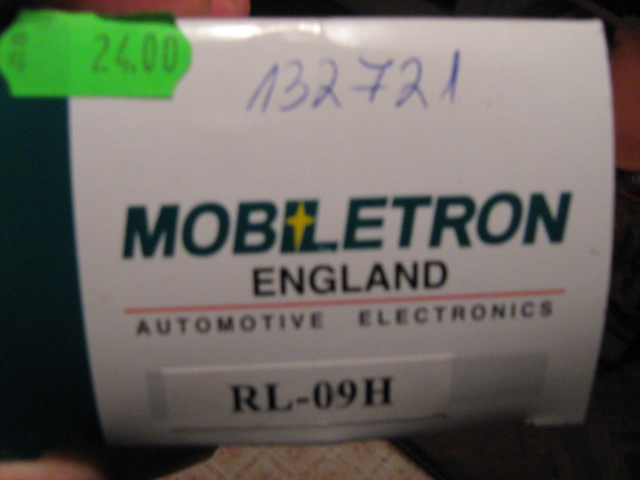 24.00
132721
MOBILETRON
ENGLAND
AUTOMOTIVE ELECTRONICS
RL-09H